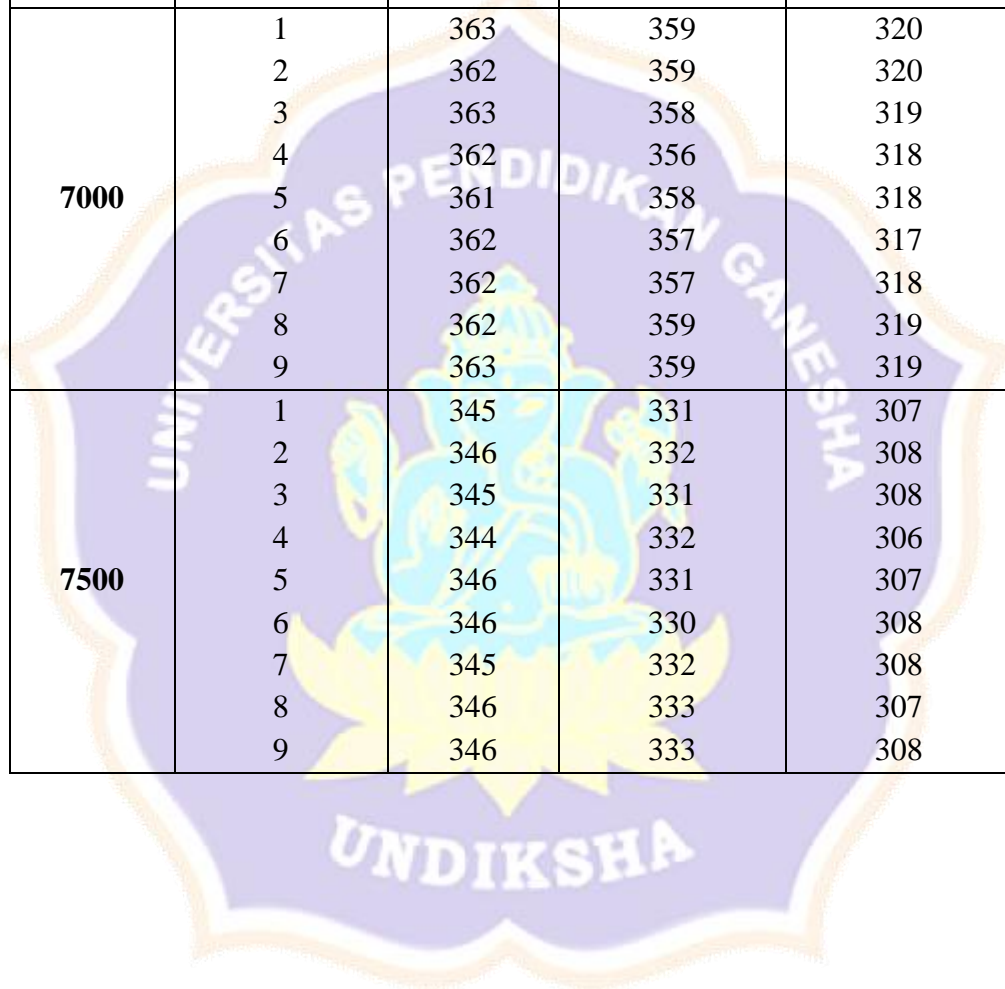 1 363 359 320
2 362 359 320
3 363 358 319
4 362 356 318
7000 5 361 358 318
6 362 357 317
7 362 357 318
8 362 359 319
9 363 359 319
1 345 331 307
2 346 332 308
3 345 331 308
4 344 332 306
7500 5 346 331 307
6 346 330 308
7 345 332 308
8 346 333 307
9 346 333 308
UNIVERSITAS PENDIDIKAN GANESHA
UNDIKSHA